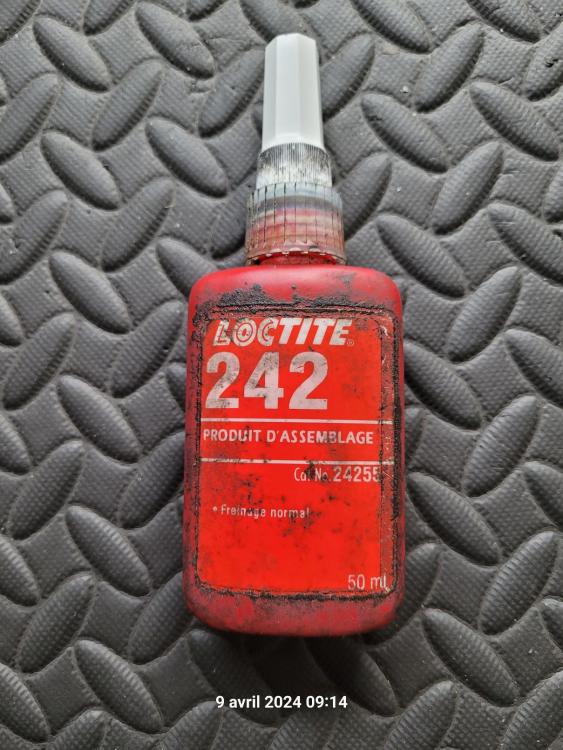 LOCTITE®
242
PRODUIT D'ASSEMBLAGE
Cat.No.24255
• Freinage normal
50 ml
9 avril 2024 09:14